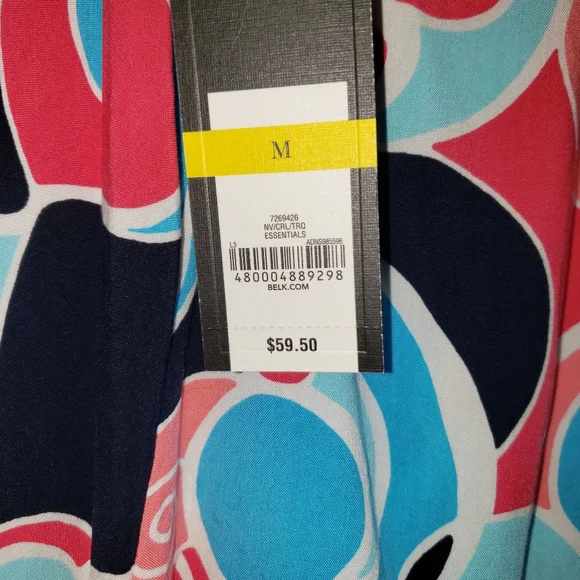 M
7269426
NV/CRL/TRQ
ESSENTIALS
L3 ADNS985596
480004889298
BELK.COM
$59.50